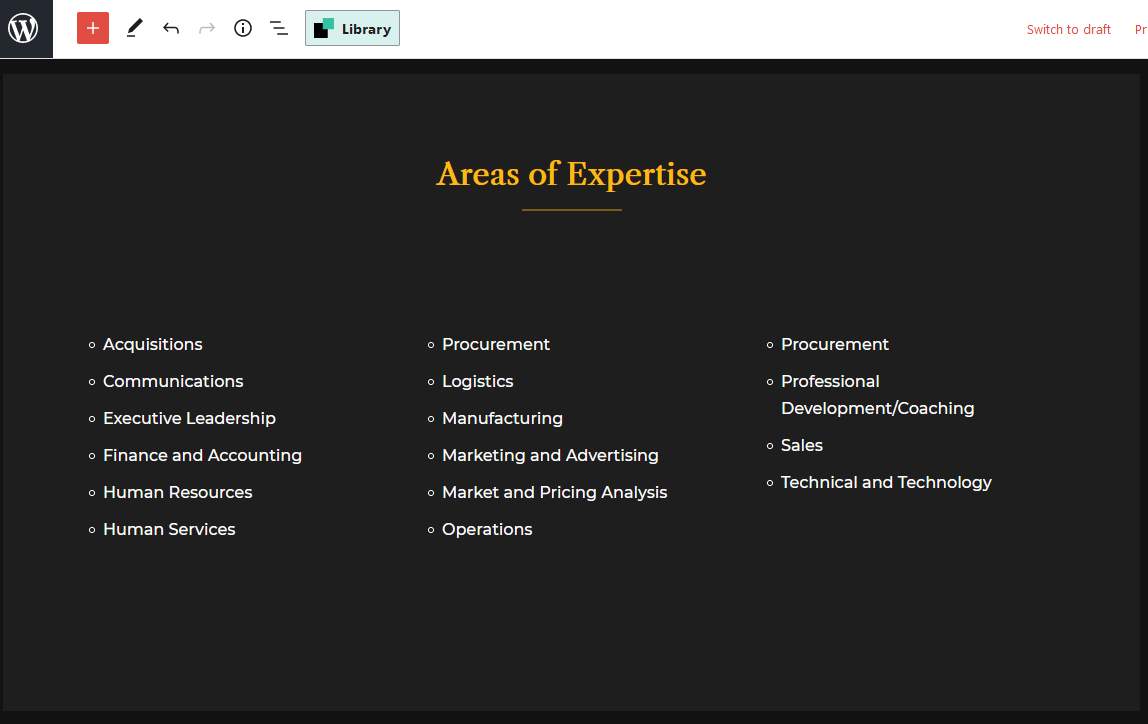 Library
Switch to draft
Pr
Areas of Expertise
Acquisitions
Communications
Executive Leadership
Finance and Accounting
Human Resources
Human Services
Procurement
Logistics
Manufacturing
Marketing and Advertising
Market and Pricing Analysis
Operations
Procurement
Professional
Development/Coaching
Sales
Technical and Technology